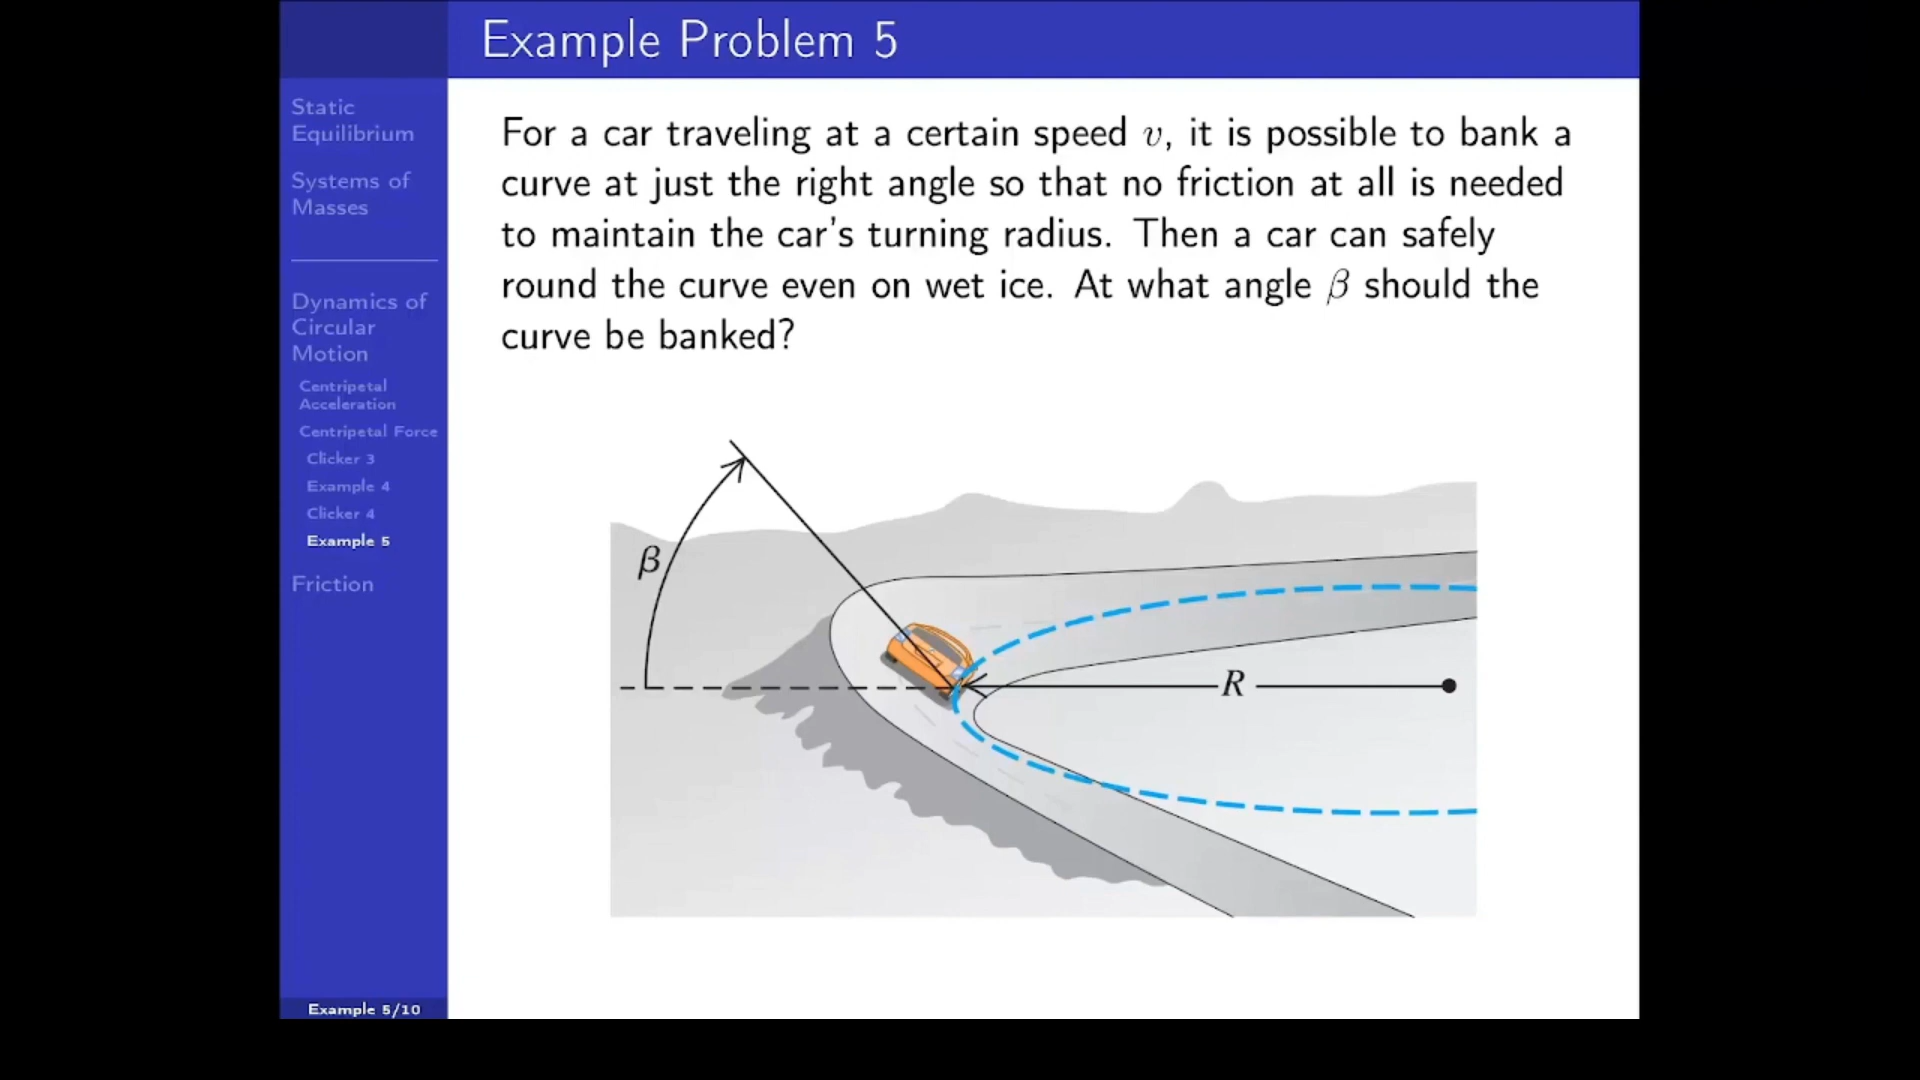 Example Problem 5
Static
Equilibrium
Systems of
Masses
Dynamics of
Circular
Motion
Centripetal
Acceleration
Centripetal Force
Clicker 3
Example 4
Clicker 4
Example 5
Friction
Example 5/10
For a car traveling at a certain speed v, it is possible to bank a
curve at just the right angle so that no friction at all is needed
to maintain the car's turning radius. Then a car can safely
round the curve even on wet ice. At what angle β should the
curve be banked?
β
R